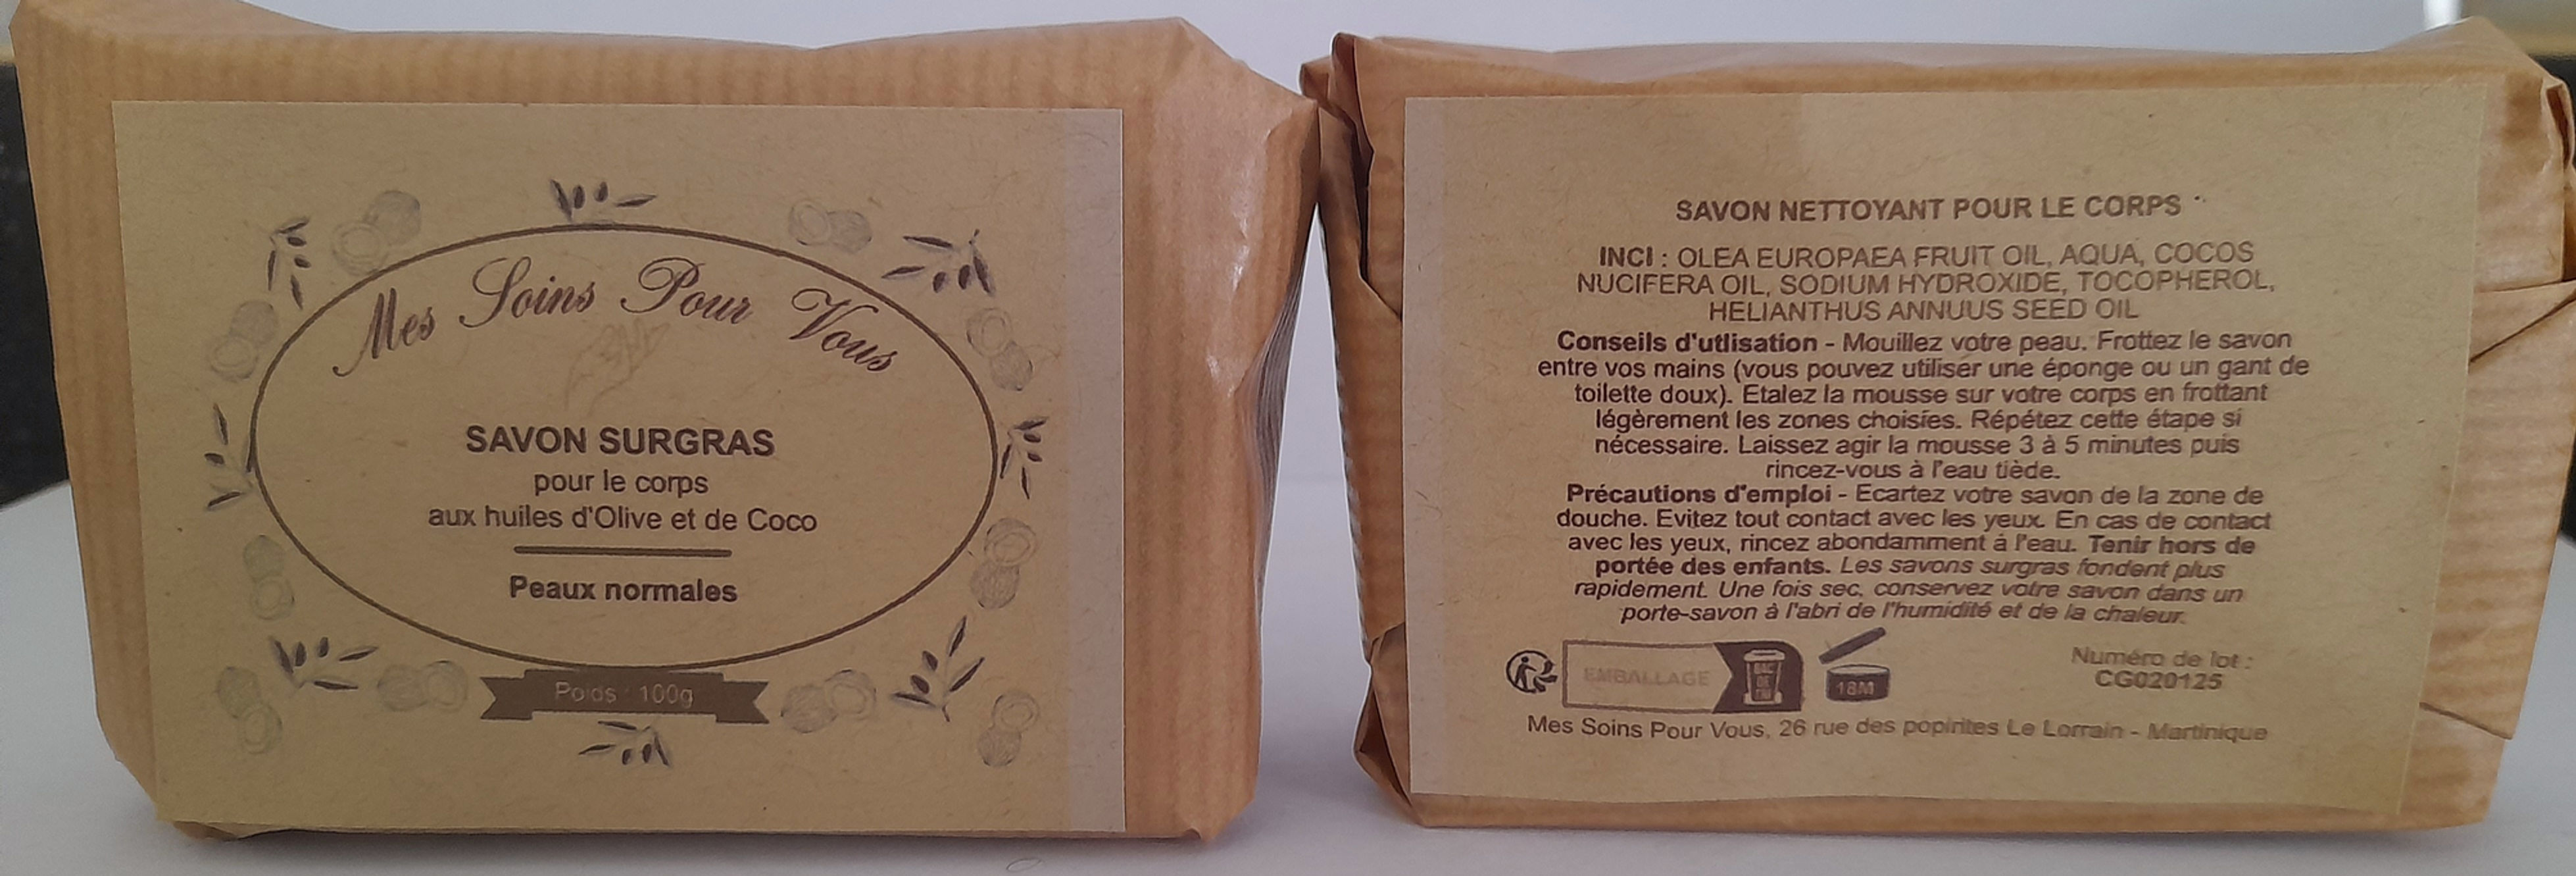 Mes Soins Pour Vous
SAVON SURGRAS
pour le corps
aux huiles d'Olive et de Coco
Peaux normales
Poids : 100g
SAVON NETTOYANT POUR LE CORPS
INCI : OLEA EUROPAEA FRUIT OIL, AQUA, COCOS
NUCIFERA OIL, SODIUM HYDROXIDE, TOCOPHEROL,
HELIANTHUS ANNUUS SEED OIL
Conseils d'utlisation - Mouillez votre peau. Frottez le savon
entre vos mains (vous pouvez utiliser une éponge ou un gant de
toilette doux). Etalez la mousse sur votre corps en frottant
légèrement les zones choisies. Répétez cette étape si
nécessaire. Laissez agir la mousse 3 à 5 minutes puis
rincez-vous à l'eau tiède.
Précautions d'emploi - Ecartez votre savon de la zone de
douche. Evitez tout contact avec les yeux. En cas de contact
avec les yeux, rincez abondamment à l'eau. Tenir hors de
portée des enfants. Les savons surgras fondent plus
rapidement. Une fois sec, conservez votre savon dans un
porte-savon à l'abri de l'humidité et de la chaleur.
EMBALLAGE
BAC
DE
TRI
18M
Numéro de lot :
CG020125
Mes Soins Pour Vous, 26 rue des Le Lorrain - Martinique